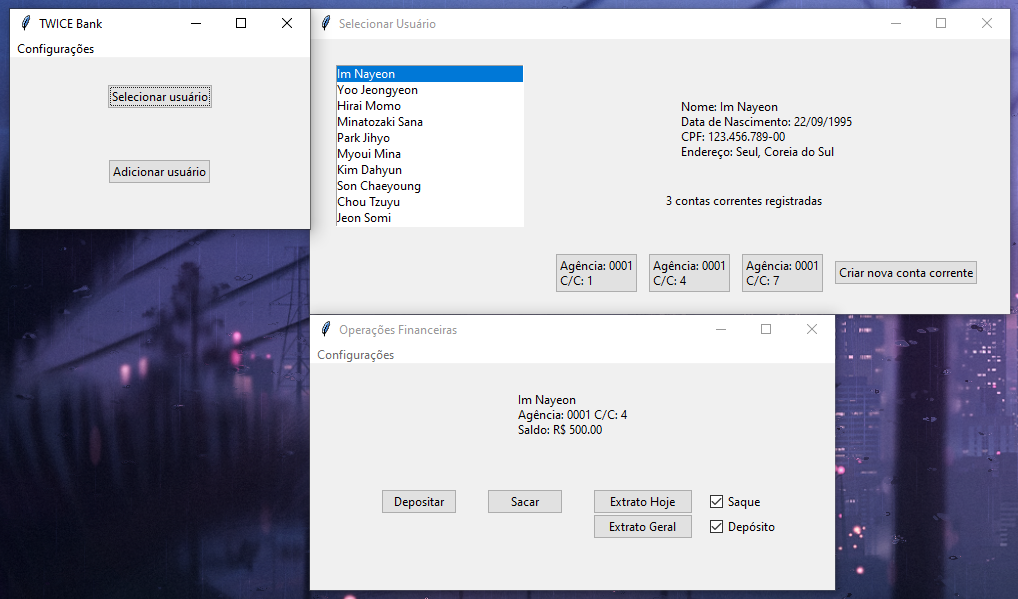 TWICE Bank
Configurações
Selecionar usuário
Adicionar usuário
Selecionar Usuário
Im Nayeon
Yoo Jeongyeon
Hirai Momo
Minatozaki Sana
Park Jihyo
Myoui Mina
Kim Dahyun
Son Chaeyoung
Chou Tzuyu
Jeon Somi
Nome: Im Nayeon
Data de Nascimento: 22/09/1995
CPF: 123.456.789-00
Endereço: Seul, Coreia do Sul
3 contas correntes registradas
Agência: 0001
C/C: 1
Agência: 0001
C/C: 4
Agência: 0001
C/C: 7
Criar nova conta corrente
Operações Financeiras
Configurações
Im Nayeon
Agência: 0001 C/C: 4
Saldo: R$ 500.00
Depositar
Sacar
Extrato Hoje
Saque
Extrato Geral
Depósito